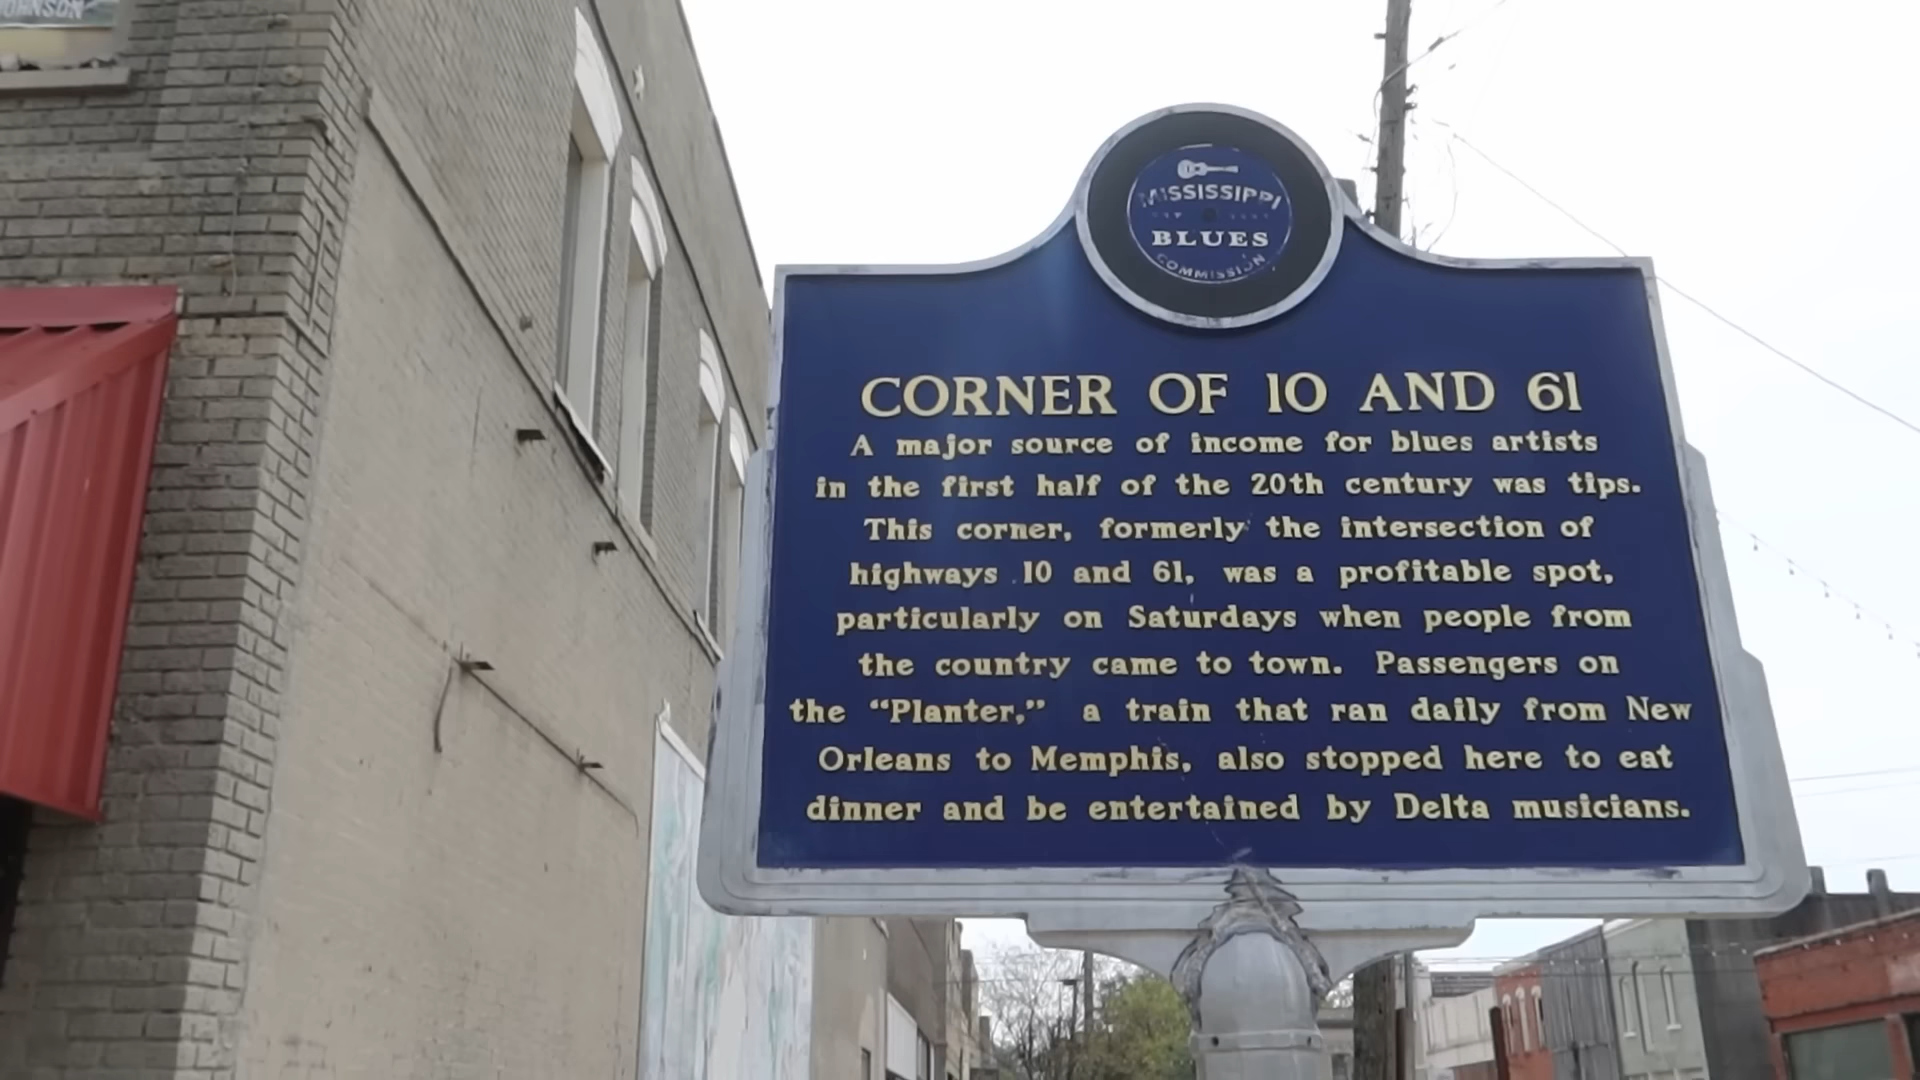 JOHNSON
MISSISSIPPI
BLUES
COMMISSION
CORNER OF 10 AND 61
A major source of income for blues artists
in the first half of the 20th century was tips.
This corner, formerly the intersection of
highways 10 and 61, was a profitable spot,
particularly on Saturdays when people from
the country came to town. Passengers on
the “Planter,” a train that ran daily from New
Orleans to Memphis, also stopped here to eat
dinner and be entertained by Delta musicians.